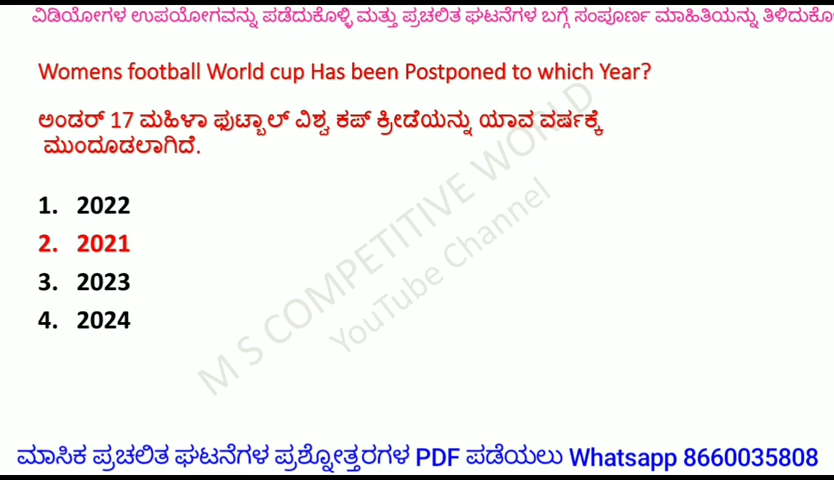 ವಿಡಿಯೋಗಳ ಉಪಯೋಗವನ್ನು ಪಡೆದುಕೊಳ್ಳಿ ಮತ್ತು ಪ್ರಚಲಿತ ಘಟನೆಗಳ ಬಗ್ಗೆ ಸಂಪೂರ್ಣ ಮಾಹಿತಿಯನ್ನು
Womens football World cup Has been Postponed to which Year?
ಅಂಡರ್ 17 ಮಹಿಳಾ ಫುಟ್ಬಾಲ್ ವಿಶ್ವ ಕಪ್ ಕ್ರೀಡೆಯನ್ನು ಯಾವ ವರ್ಷಕ್ಕೆ
ಮುಂದೂಡಲಾಗಿದೆ.
1. 2022
2. 2021
3. 2023
4. 2024
M S COMPETITIVE WORLD
YouTube Channel
ಮಾಸಿಕ ಪ್ರಚಲಿತ ಘಟನೆಗಳ ಪ್ರಶ್ನೋತ್ತರಗಳ PDF ಪಡೆಯಲು Whatsapp 8660035808